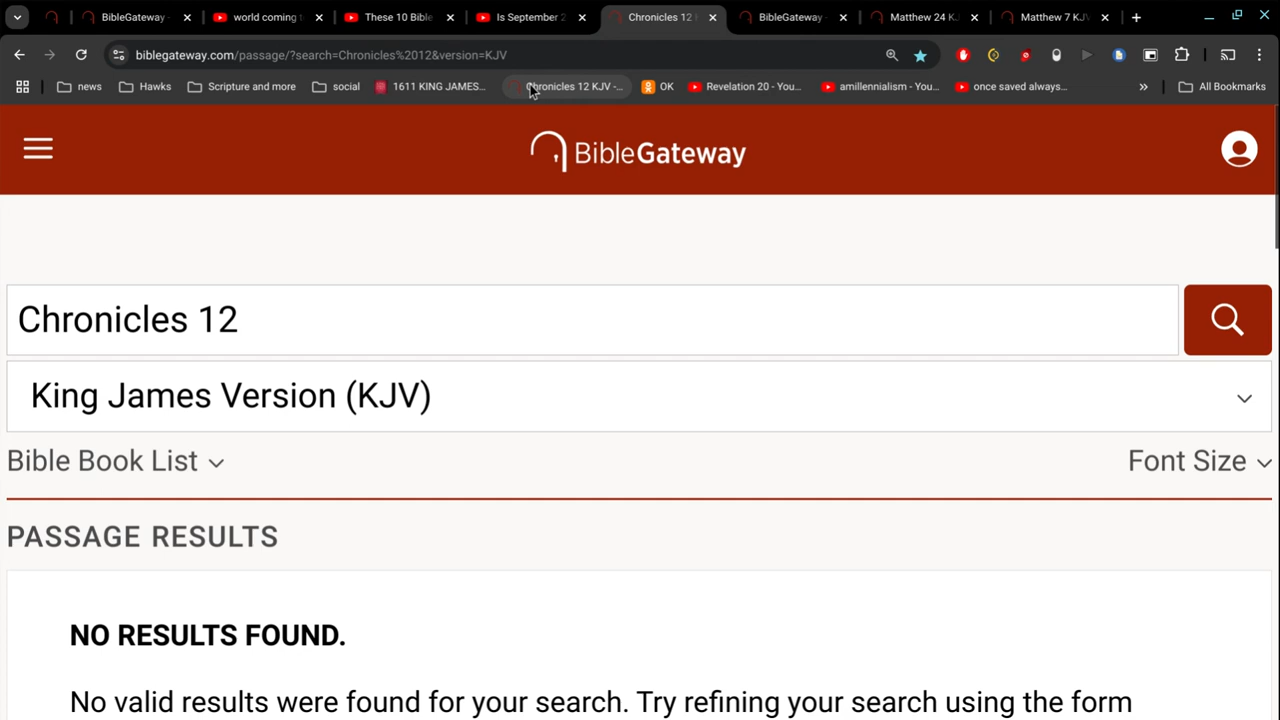 BibleGateway -
world coming t
These 10 Bible
Is September 2
Chronicles 12
BibleGateway -
Matthew 24 KJ
Matthew 7 KJV
biblegateway.com/passage/?search=Chronicles%2012&version=KJV
news
Hawks
Scripture and more
social
1611 KING JAMES...
Chronicles 12 KJV -...
OK
Revelation 20 - You...
amillennialism - You...
once saved always...
»
All Bookmarks
BibleGateway
Chronicles 12
King James Version (KJV)
Bible Book List
Font Size
PASSAGE RESULTS
NO RESULTS FOUND.
No valid results were found for your search. Try refining your search using the form